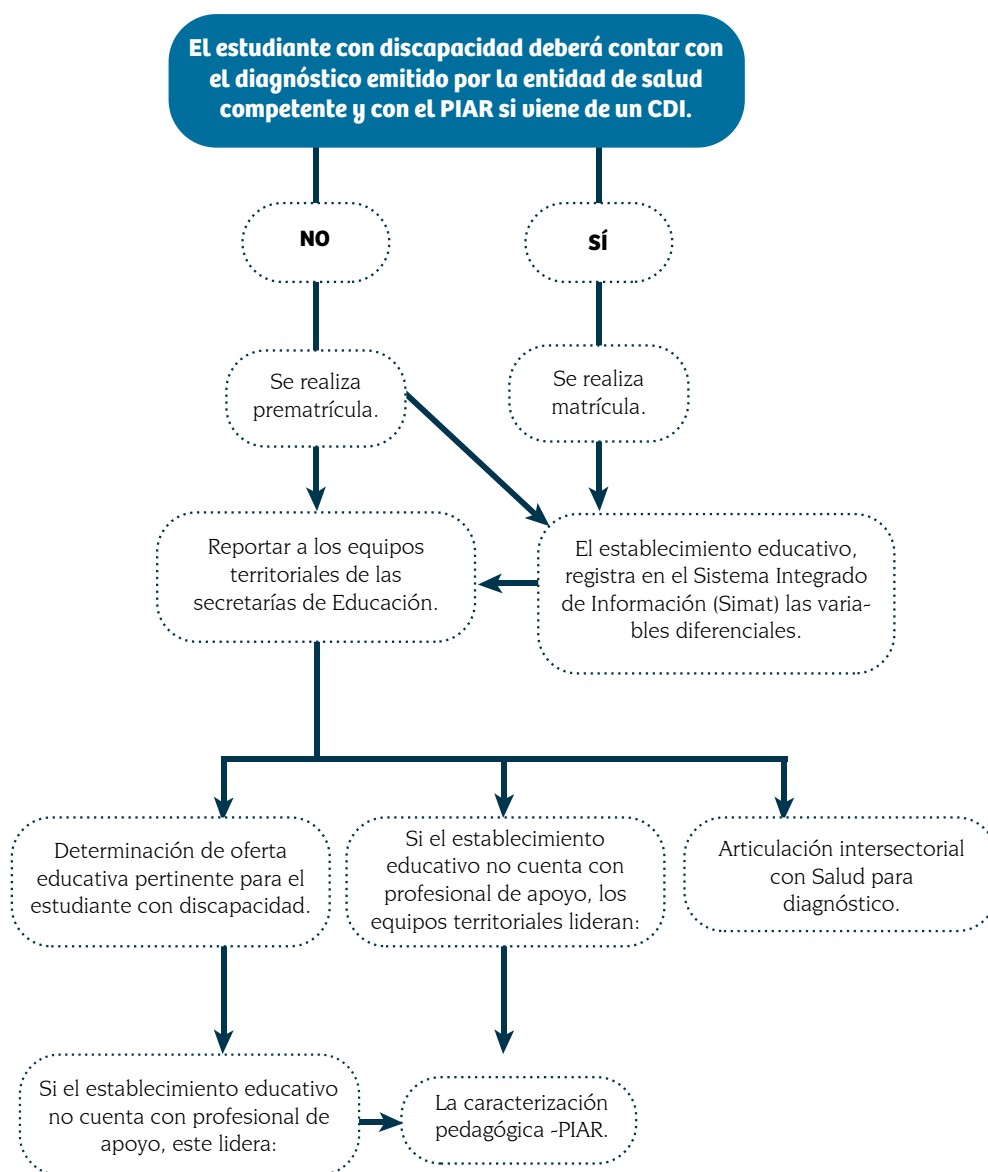 El estudiante con discapacidad deberá contar con
el diagnóstico emitido por la entidad de salud
competente y con el PIAR si viene de un CDI.
NO
SÍ
Se realiza
prematrícula.
Se realiza
matrícula.
Reportar a los equipos
territoriales de las
secretarías de Educación.
El establecimiento educativo,
registra en el Sistema Integrado
de Información (Simat) las varia-
bles diferenciales.
Determinación de oferta
educativa pertinente para el
estudiante con discapacidad.
Si el establecimiento
educativo no cuenta con
profesional de apoyo, los
equipos territoriales lideran:
Articulación intersectorial
con Salud para
diagnóstico.
Si el establecimiento educativo
no cuenta con profesional de
apoyo, este lidera:
La caracterización
pedagógica -PIAR.